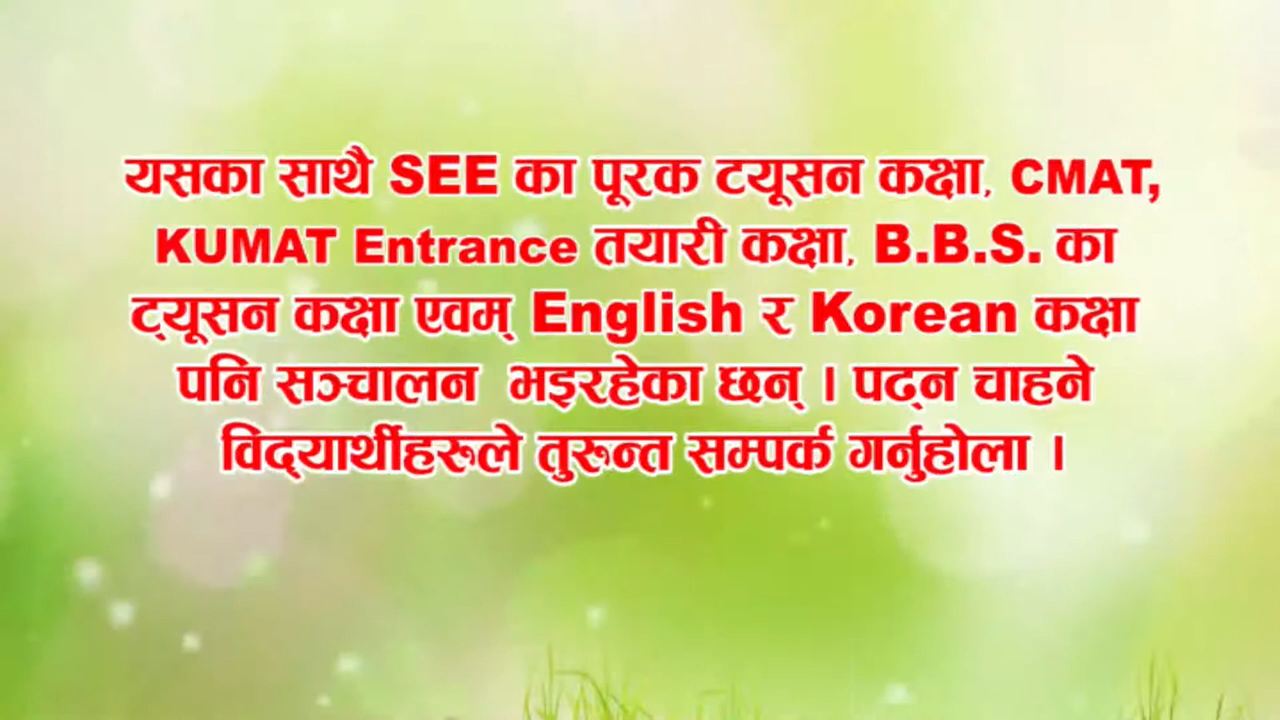 यसका साथै SEE का पूरक टयूसन कक्षा, CMAT,
KUMAT Entrance तयारी कक्षा, B.B.S. का
ट्यूसन कक्षा एवम् English र Korean कक्षा
पनि सञ्चालन भइरहेका छन् । पढ्न चाहने
विद्यार्थीहरूले तुरुन्त सम्पर्क गर्नुहोला ।